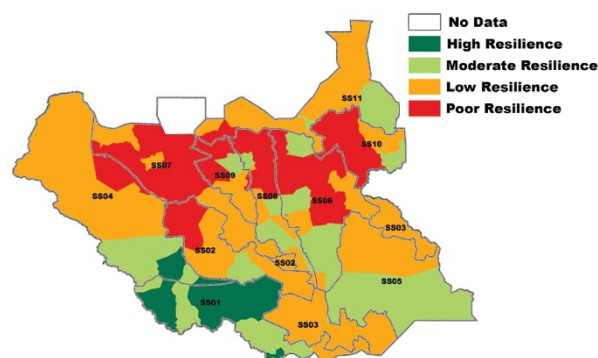 No Data
High Resilience
Moderate Resilience
Low Resilience
Poor Resilience
SS11
SS10
SS07
SS09
SS04
SS08
SS06
SS03
SS02
SS02
SS05
SS01
SS03